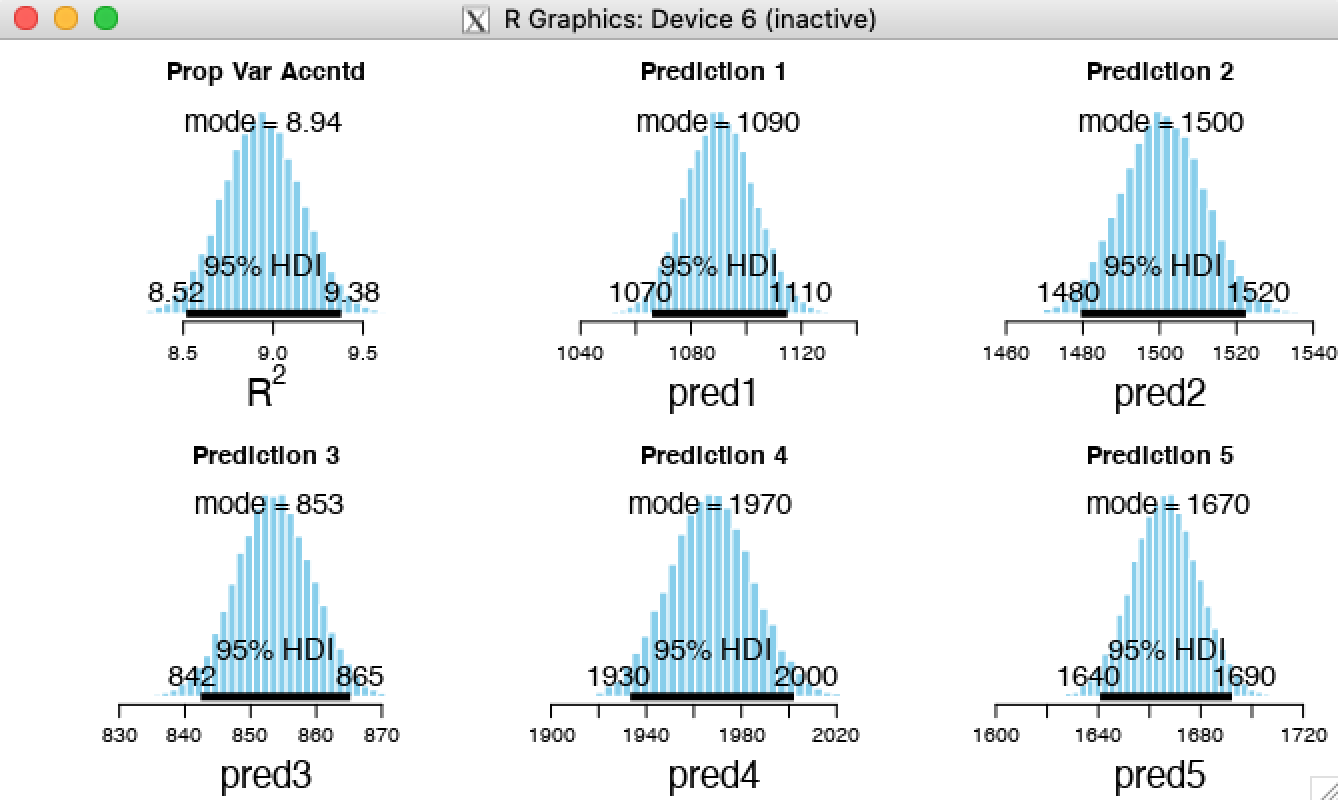 R Graphics: Device 6 (inactive)
Prop Var Accntd
mode = 8.94
95% HDI
8.52 9.38
8.5 9.0 9.5
R²
Prediction 1
mode = 1090
95% HDI
1070 1110
1040 1080 1120
pred1
Prediction 2
mode = 1500
95% HDI
1480 1520
1460 1480 1500 1520 1540
pred2
Prediction 3
mode = 853
95% HDI
842 865
830 840 850 860 870
pred3
Prediction 4
mode = 1970
95% HDI
1930 2000
1900 1940 1980 2020
pred4
Prediction 5
mode = 1670
95% HDI
1640 1690
1600 1640 1680 1720
pred5